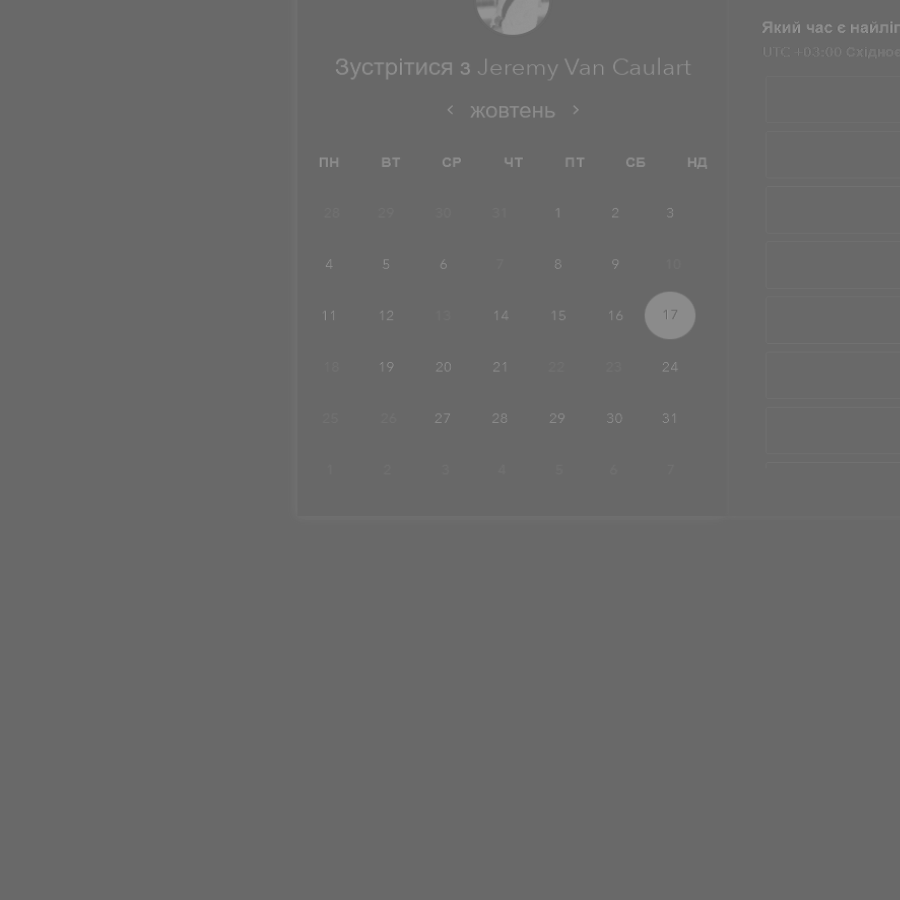 Який час є найліп
UTC +03:00 Східноє
Зустрітися з Jeremy Van Caulart
жовтень
ПН ВТ СР ЧТ ПТ СБ НД
28 29 30 31 1 2 3
4 5 6 7 8 9 10
11 12 13 14 15 16 17
18 19 20 21 22 23 24
25 26 27 28 29 30 31
1 2 3 4 5 6 7